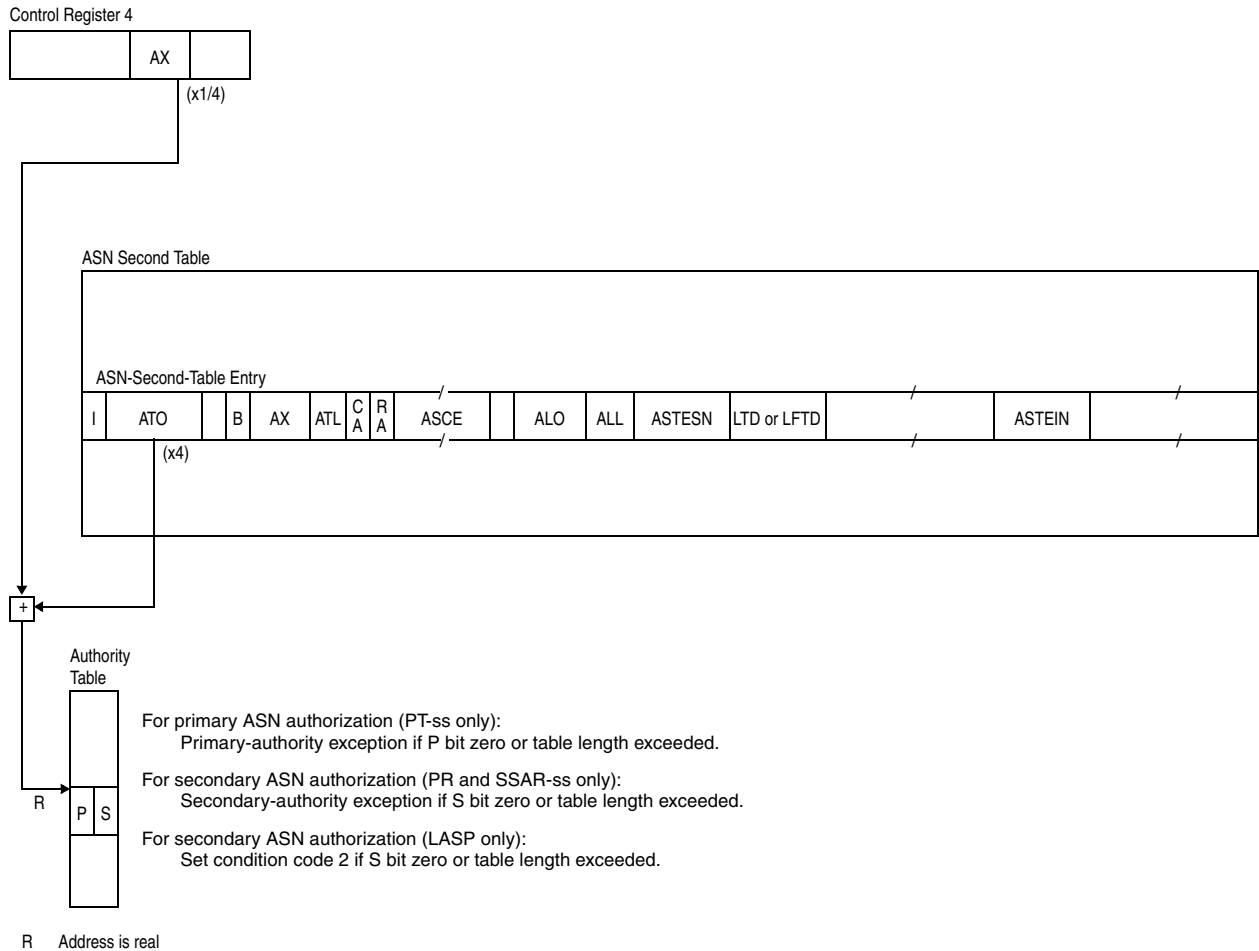 Control Register 4
AX
(x1/4)
ASN Second Table
ASN-Second-Table Entry
I ATO B AX ATL CA RA ASCE ALO ALL ASTESN LTD or LFTD ASTEIN
(x4)
+
Authority
Table
For primary ASN authorization (PT-ss only):
Primary-authority exception if P bit zero or table length exceeded.
For secondary ASN authorization (PR and SSAR-ss only):
Secondary-authority exception if S bit zero or table length exceeded.
R P S
For secondary ASN authorization (LASP only):
Set condition code 2 if S bit zero or table length exceeded.
R Address is real